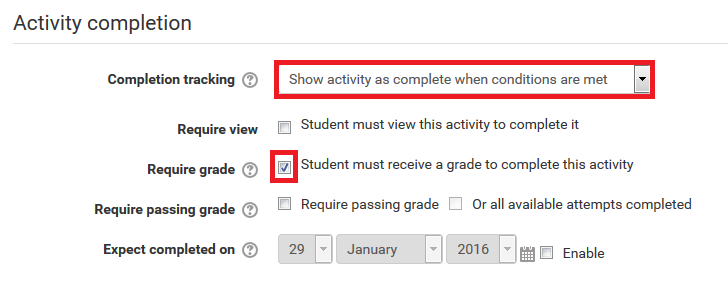 Activity completion
Completion tracking Show activity as complete when conditions are met
Require view Student must view this activity to complete it
Require grade Student must receive a grade to complete this activity
Require passing grade Require passing grade Or all available attempts completed
Expect completed on 29 January 2016 Enable